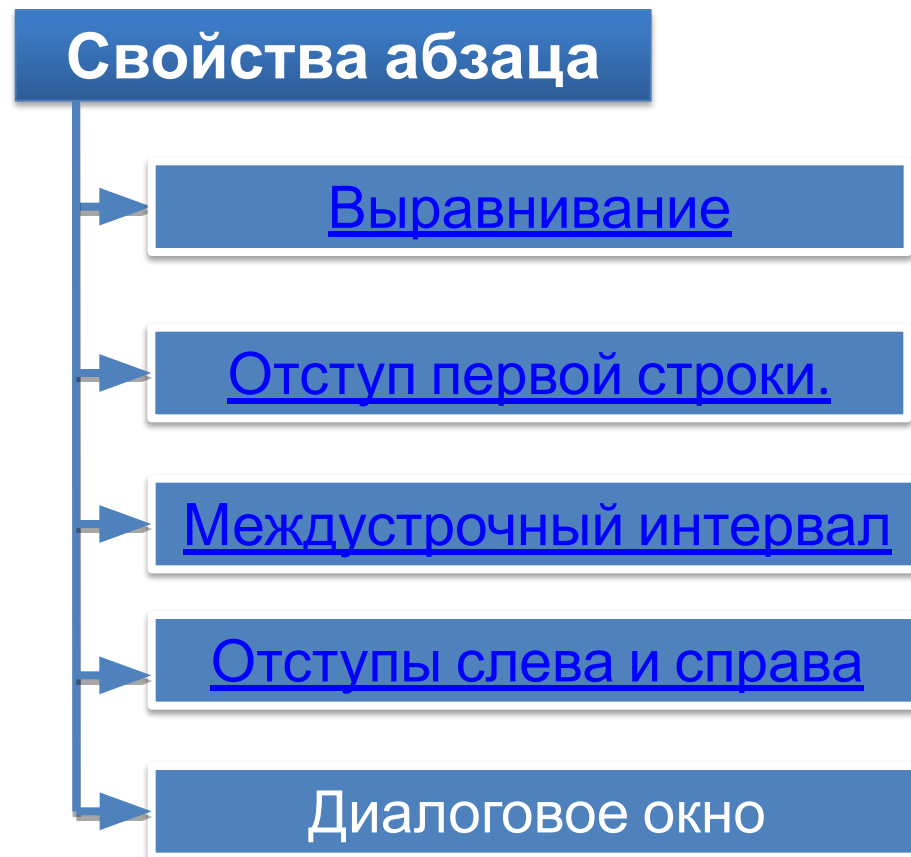 Свойства абзаца
Выравнивание
Отступ первой строки.
Междустрочный интервал
Отступы слева и справа
Диалоговое окно